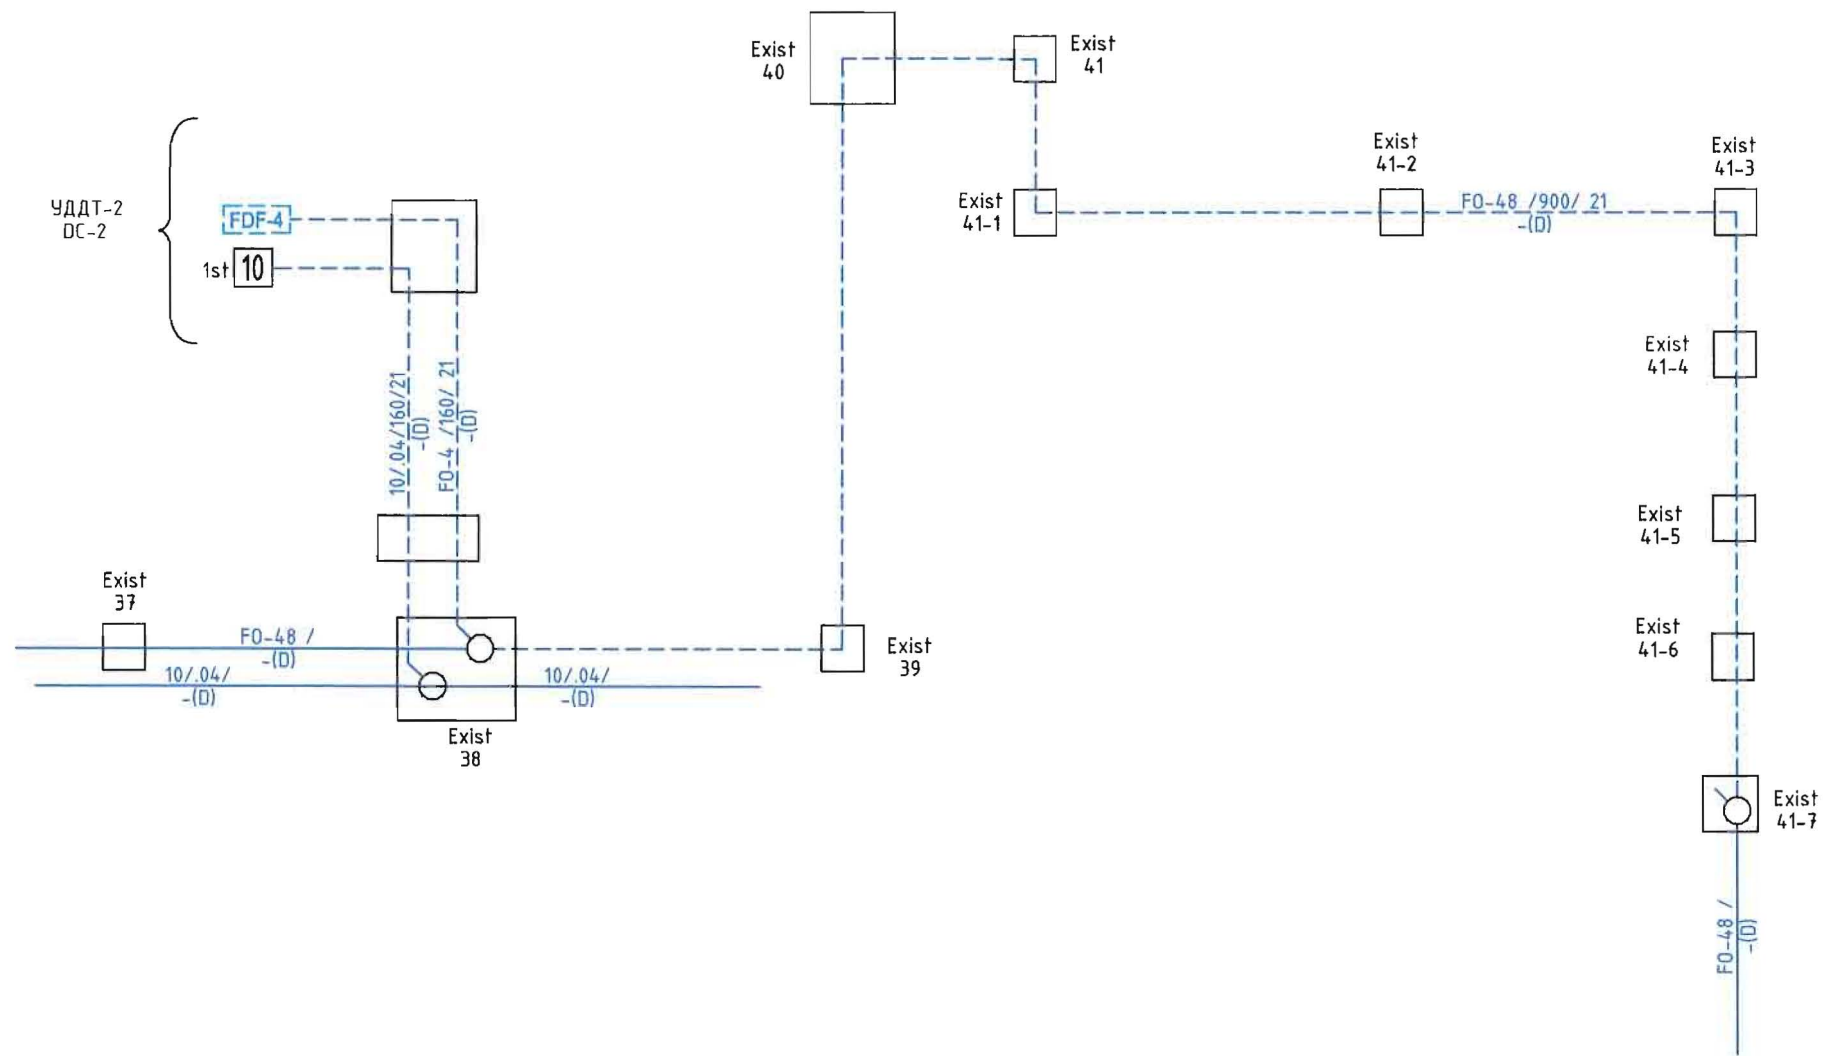 Exist
40
Exist
41
Exist
41-2
Exist
41-3
УДДТ-2
DC-2
FDF-4
1st 10
Exist
41-1
FO-48 /900/ 21
-(D)
Exist
41-4
10/.04/160/21
-(D)
FO-4 /160/ 21
-(D)
Exist
41-5
Exist
37
FO-48 /
-(D)
10/.04/
-(D)
10/.04/
-(D)
Exist
38
Exist
39
Exist
41-6
Exist
41-7
FO-48 /
-(D)